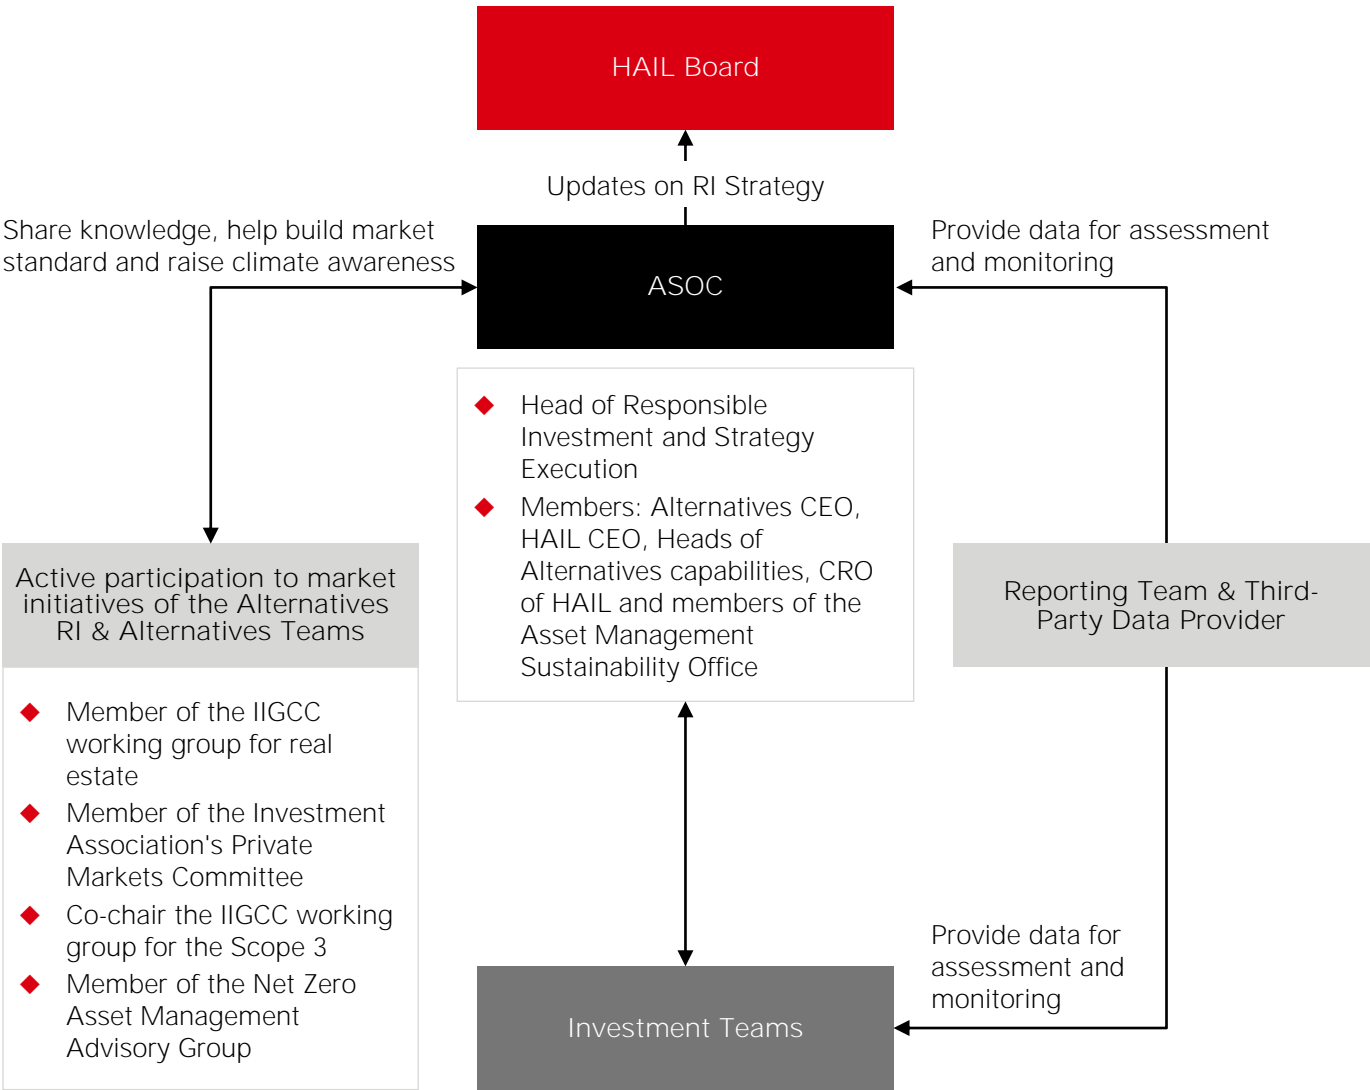 HAIL Board
Updates on RI Strategy
Share knowledge, help build market
standard and raise climate awareness
ASOC
Provide data for assessment
and monitoring
Head of Responsible
Investment and Strategy
Execution
Members: Alternatives CEO,
HAIL CEO, Heads of
Alternatives capabilities, CRO
of HAIL and members of the
Asset Management
Sustainability Office
Active participation to market
initiatives of the Alternatives
RI & Alternatives Teams
Member of the IIGCC
working group for real
estate
Member of the Investment
Association's Private
Markets Committee
Co-chair the IIGCC working
group for the Scope 3
Member of the Net Zero
Asset Management
Advisory Group
Reporting Team & Third-
Party Data Provider
Provide data for
assessment and
monitoring
Investment Teams